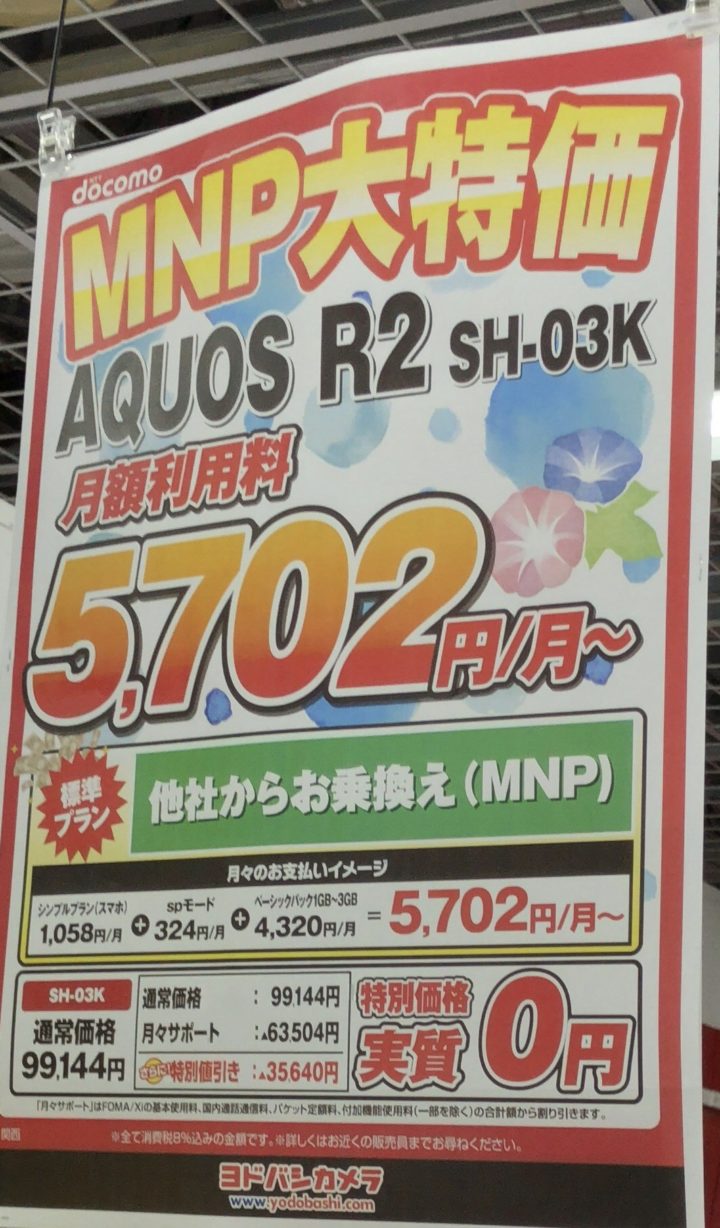 NTT
docomo
MNP大特価
AQUOS R2 SH-03K
月額利用料
5,702円/月～
標準
プラン
他社からお乗換え(MNP)
月々のお支払いイメージ
シンプルプラン(スマホ)
1,058円/月
+
spモード
324円/月
+
ベーシックパック1GB~3GB
4,320円/月
= 5,702円/月～
SH-03K
通常価格
99,144円
通常価格 : 99,144円
月々サポート :▲63,504円
さらに!特別値引き :▲35,640円
特別価格
実質 0円
「月々サポート」はFOMA/Xiの基本使用料、国内通話通信料、パケット定額料、付加機能使用料(一部を除く)の合計額から割り引きます。
関西
※全て消費税8%込みの金額です。※詳しくはお近くの販売員までお尋ねください。
ヨドバシカメラ
www.yodobashi.com